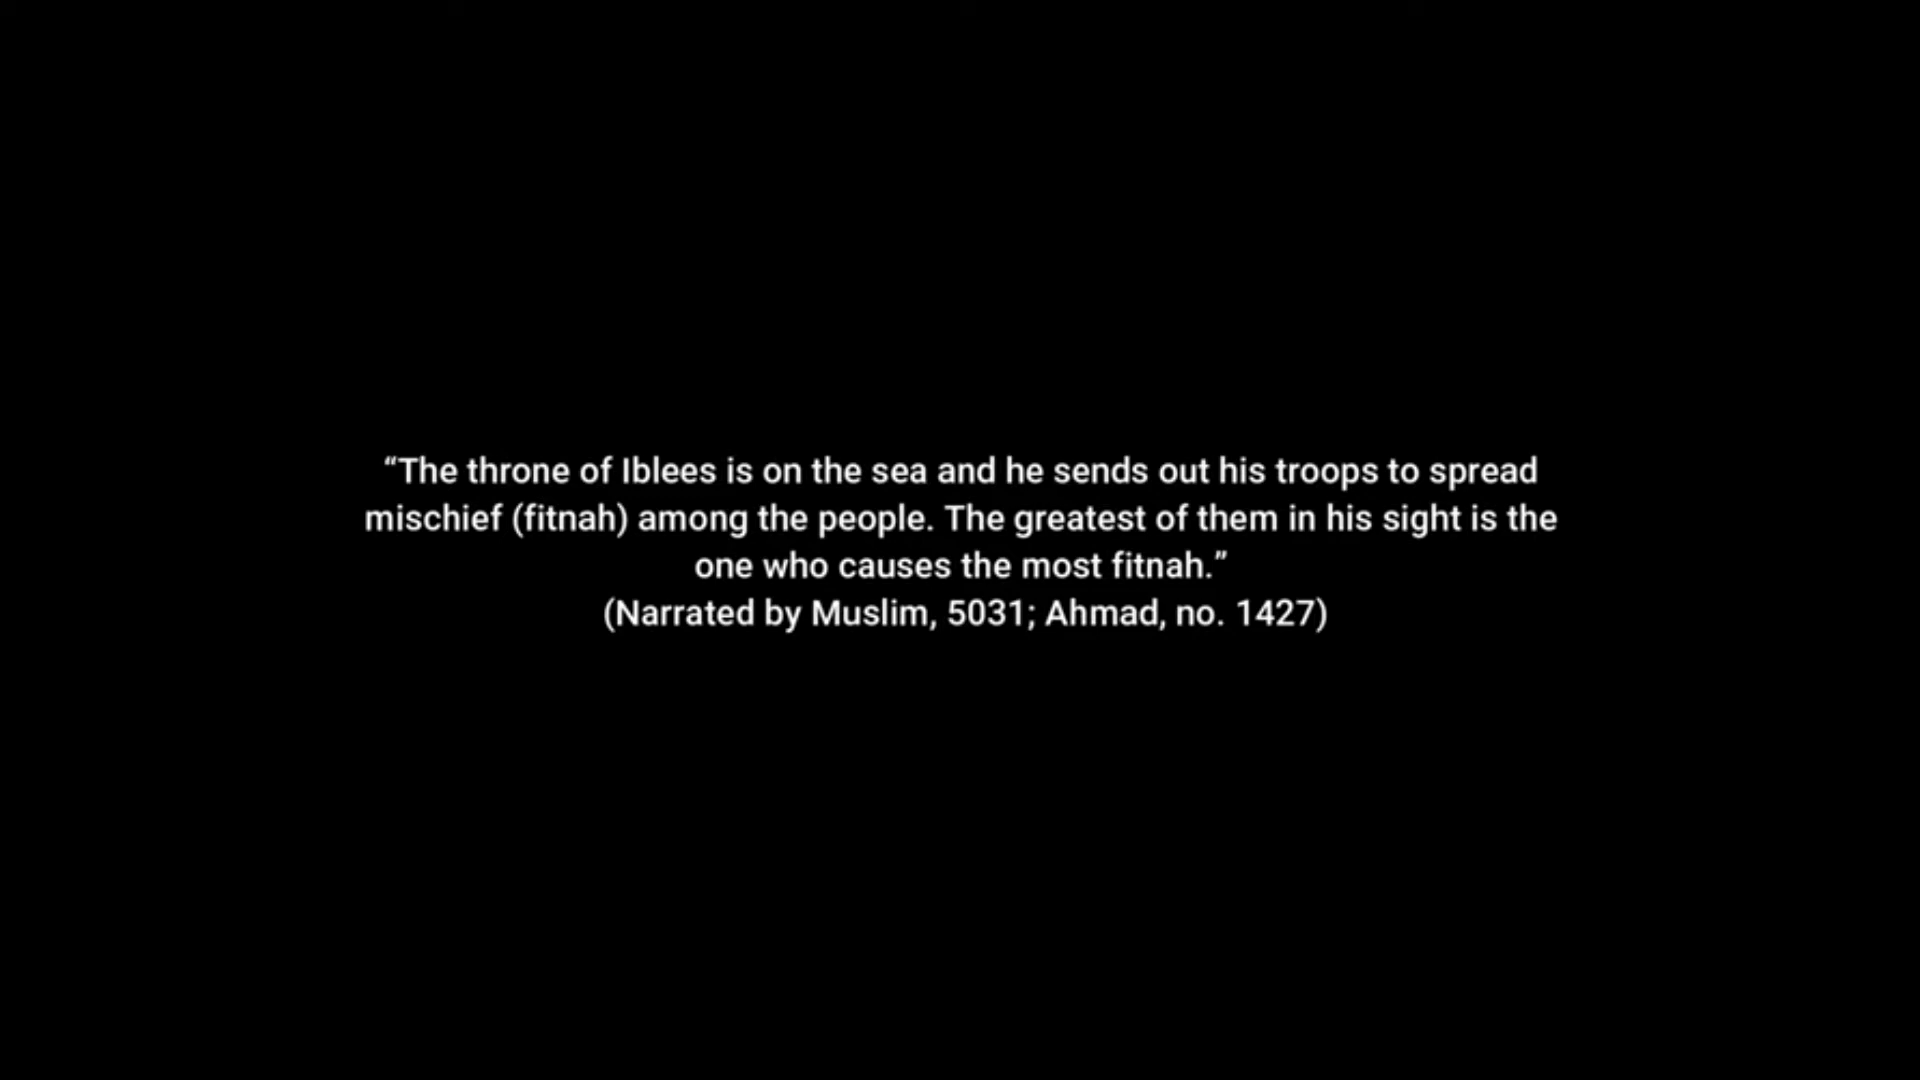 “The throne of Iblees is on the sea and he sends out his troops to spread
mischief (fitnah) among the people. The greatest of them in his sight is the
one who causes the most fitnah.”
(Narrated by Muslim, 5031; Ahmad, no. 1427)